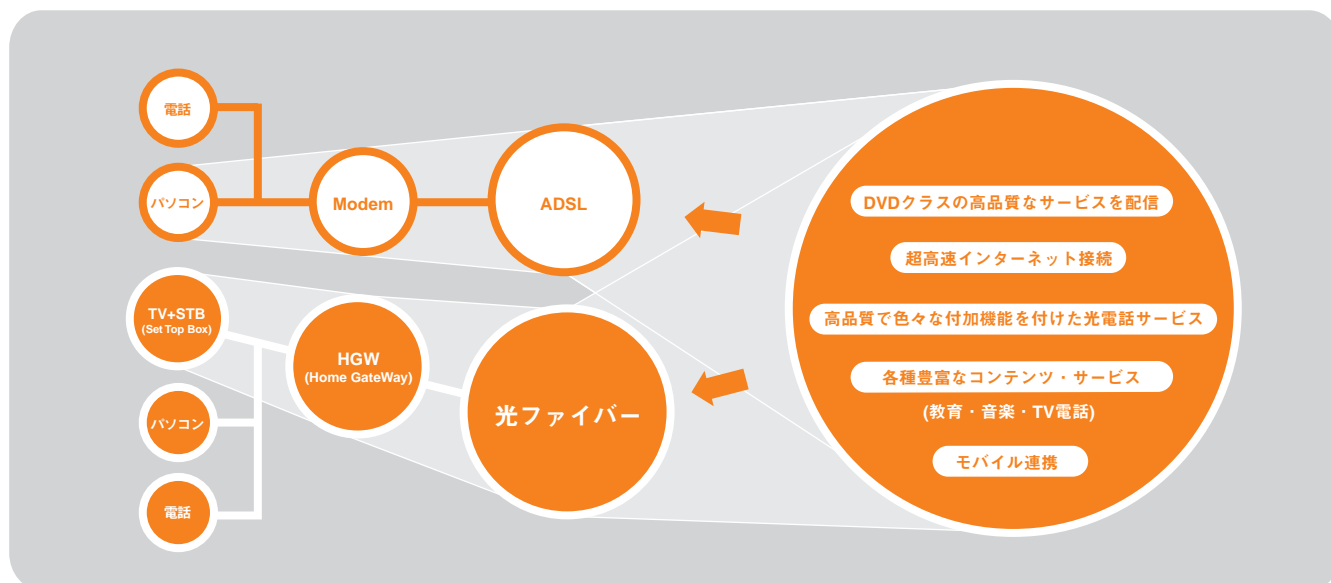 電話
パソコン
Modem
ADSL
TV+STB
(Set Top Box)
HGW
(Home GateWay)
光ファイバー
パソコン
電話
DVDクラスの高品質なサービスを配信
超高速インターネット接続
高品質で色々な付加機能を付けた光電話サービス
各種豊富なコンテンツ・サービス
(教育・音楽・TV電話)
モバイル連携